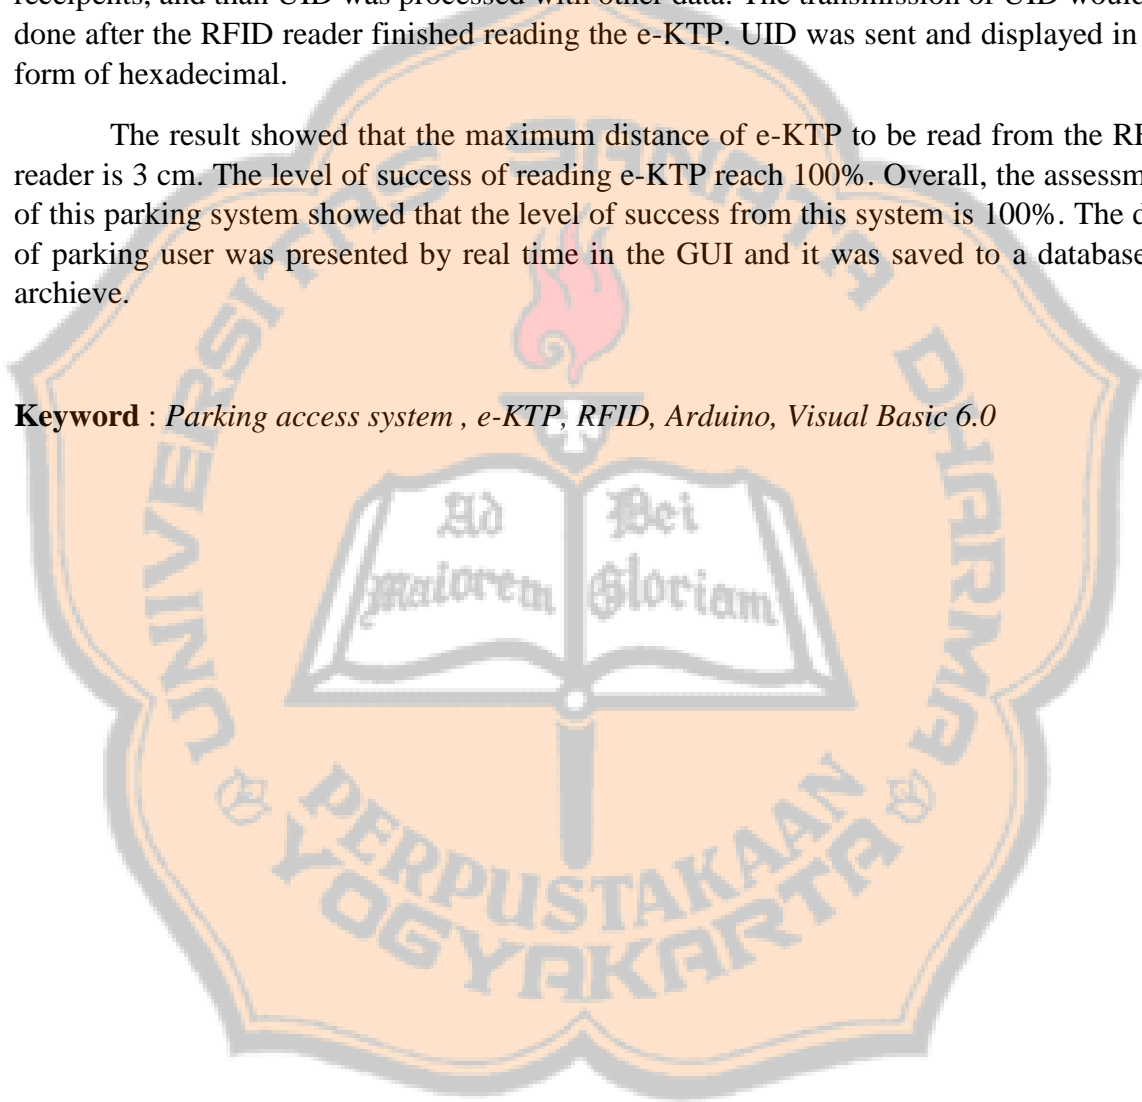 receipents, and than UID was processed with other data. The transmission of UID would
done after the RFID reader finished reading the e-KTP. UID was sent and displayed in
form of hexadecimal.
The result showed that the maximum distance of e-KTP to be read from the
reader is 3 cm. The level of success of reading e-KTP reach 100%. Overall, the
of this parking system showed that the level of success from this system is 100%. The
of parking user was presented by real time in the GUI and it was saved to a database
archieve.
Keyword : Parking access system , e-KTP, RFID, Arduino, Visual Basic 6.0
UNIVERSITAS SANATA DHARMA
Ad
Dei
maiorem
Gloriam
PERPUSTAKAAN
YOGYAKARTA